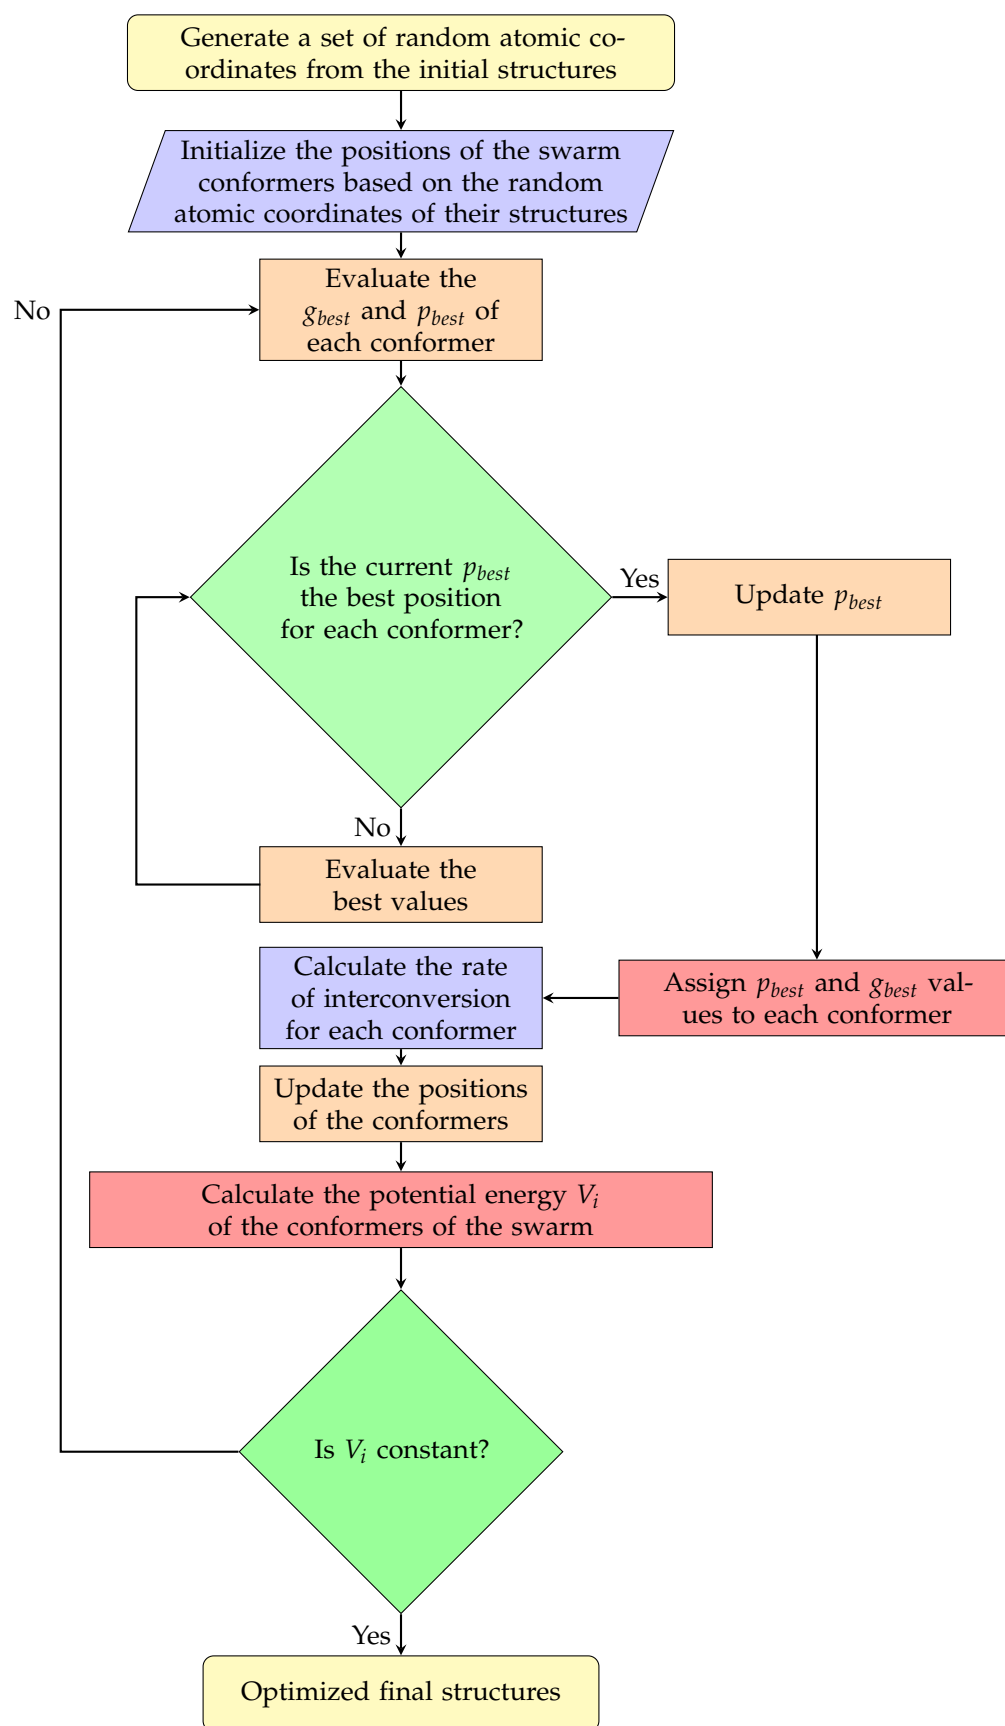 Generate a set of random atomic co-
ordinates from the initial structures
Initialize the positions of the swarm
conformers based on the random
atomic coordinates of their structures
Evaluate the
g_best and p_best of
each conformer
No
Is the current p_best
the best position
for each conformer?
Yes
Update p_best
No
Evaluate the
best values
Calculate the rate
of interconversion
for each conformer
Assign p_best and g_best val-
ues to each conformer
Update the positions
of the conformers
Calculate the potential energy V_i
of the conformers of the swarm
Is V_i constant?
Yes
Optimized final structures